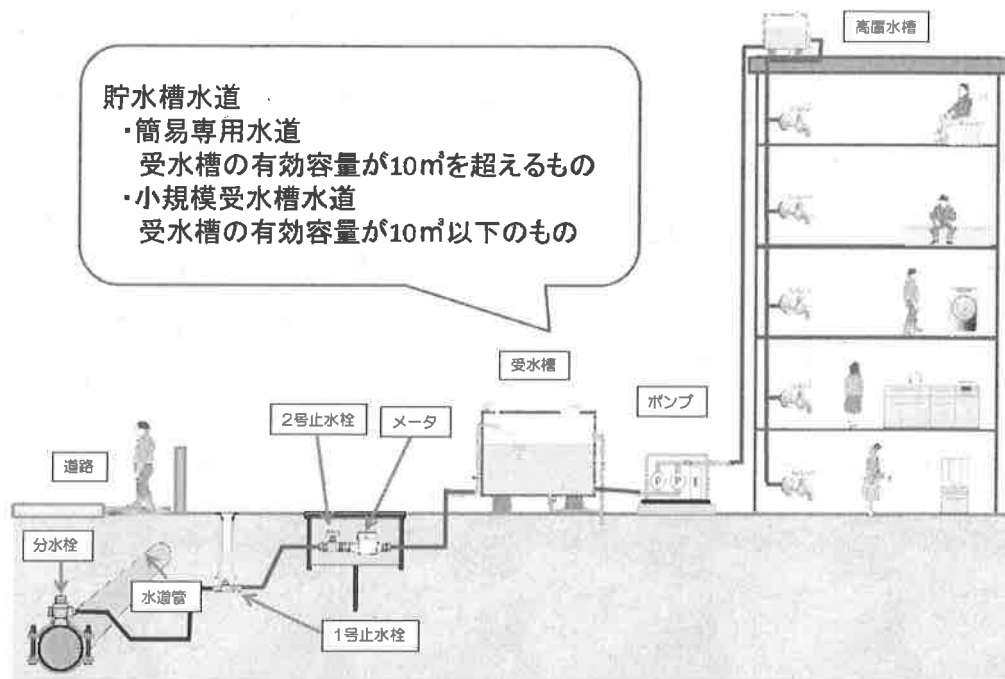 高置水槽
貯水槽水道
・簡易専用水道
受水槽の有効容量が10㎥を超えるもの
・小規模受水槽水道
受水槽の有効容量が10㎥以下のもの
受水槽
ポンプ
2号止水栓
メータ
道路
分水栓
水道管
1号止水栓
P
P